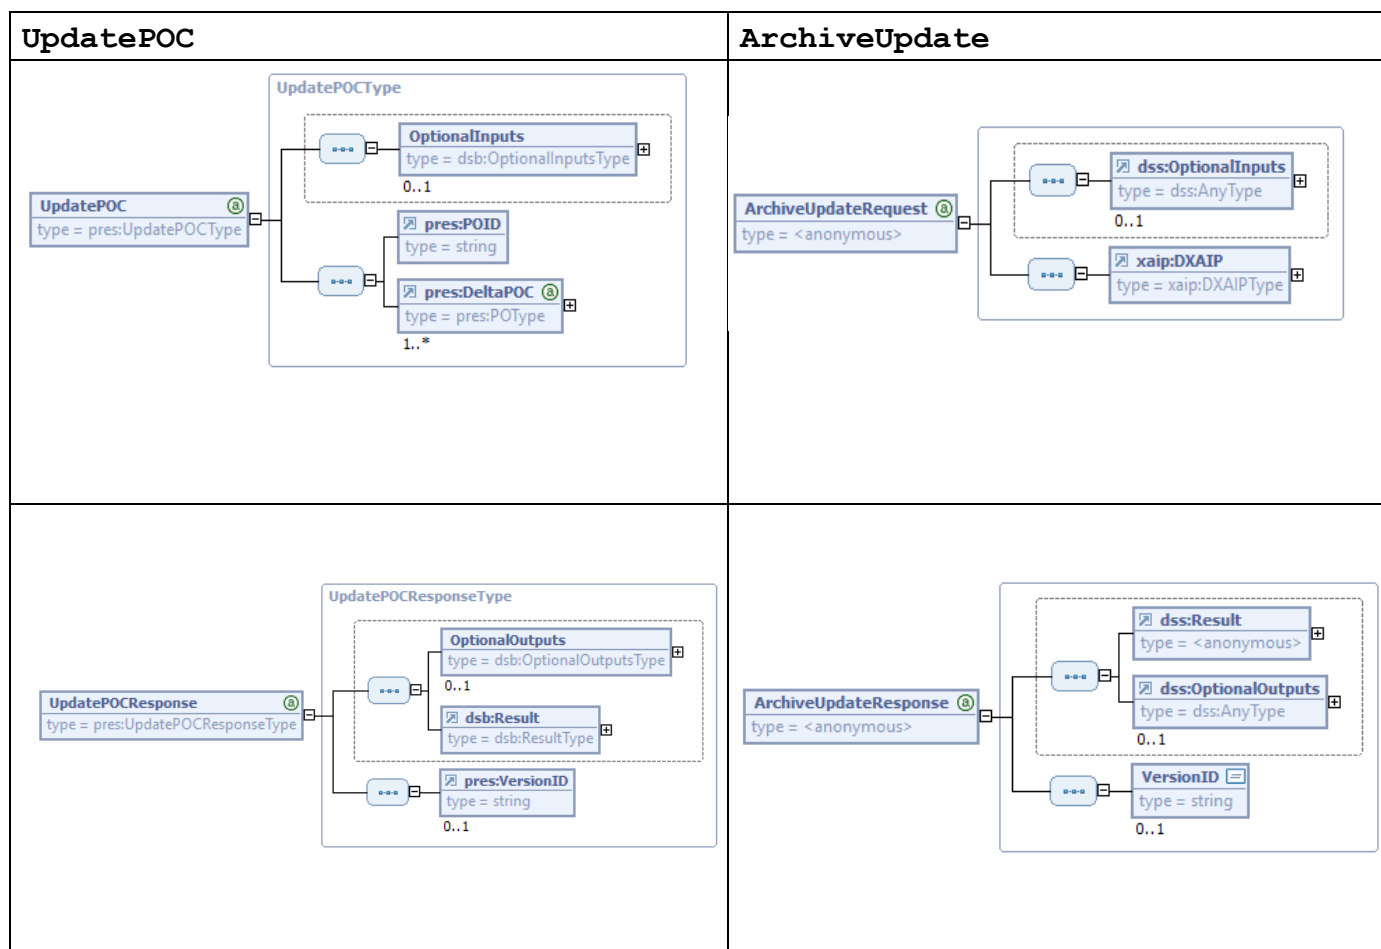 UpdatePOC
ArchiveUpdate
UpdatePOCType
OptionalInputs
type = dsb:OptionalInputsType
0..1
UpdatePOC
type = pres:UpdatePOCType
pres:POID
type = string
pres:DeltaPOC
type = pres:POType
1..*
dss:OptionalInputs
type = dss:AnyType
0..1
ArchiveUpdateRequest
type = <anonymous>
xaip:DXAIP
type = xaip:DXAIPType
UpdatePOCResponseType
OptionalOutputs
type = dsb:OptionalOutputsType
0..1
UpdatePOCResponse
type = pres:UpdatePOCResponseType
dsb:Result
type = dsb:ResultType
pres:VersionID
type = string
0..1
dss:Result
type = <anonymous>
dss:OptionalOutputs
type = dss:AnyType
0..1
ArchiveUpdateResponse
type = <anonymous>
VersionID
type = string
0..1